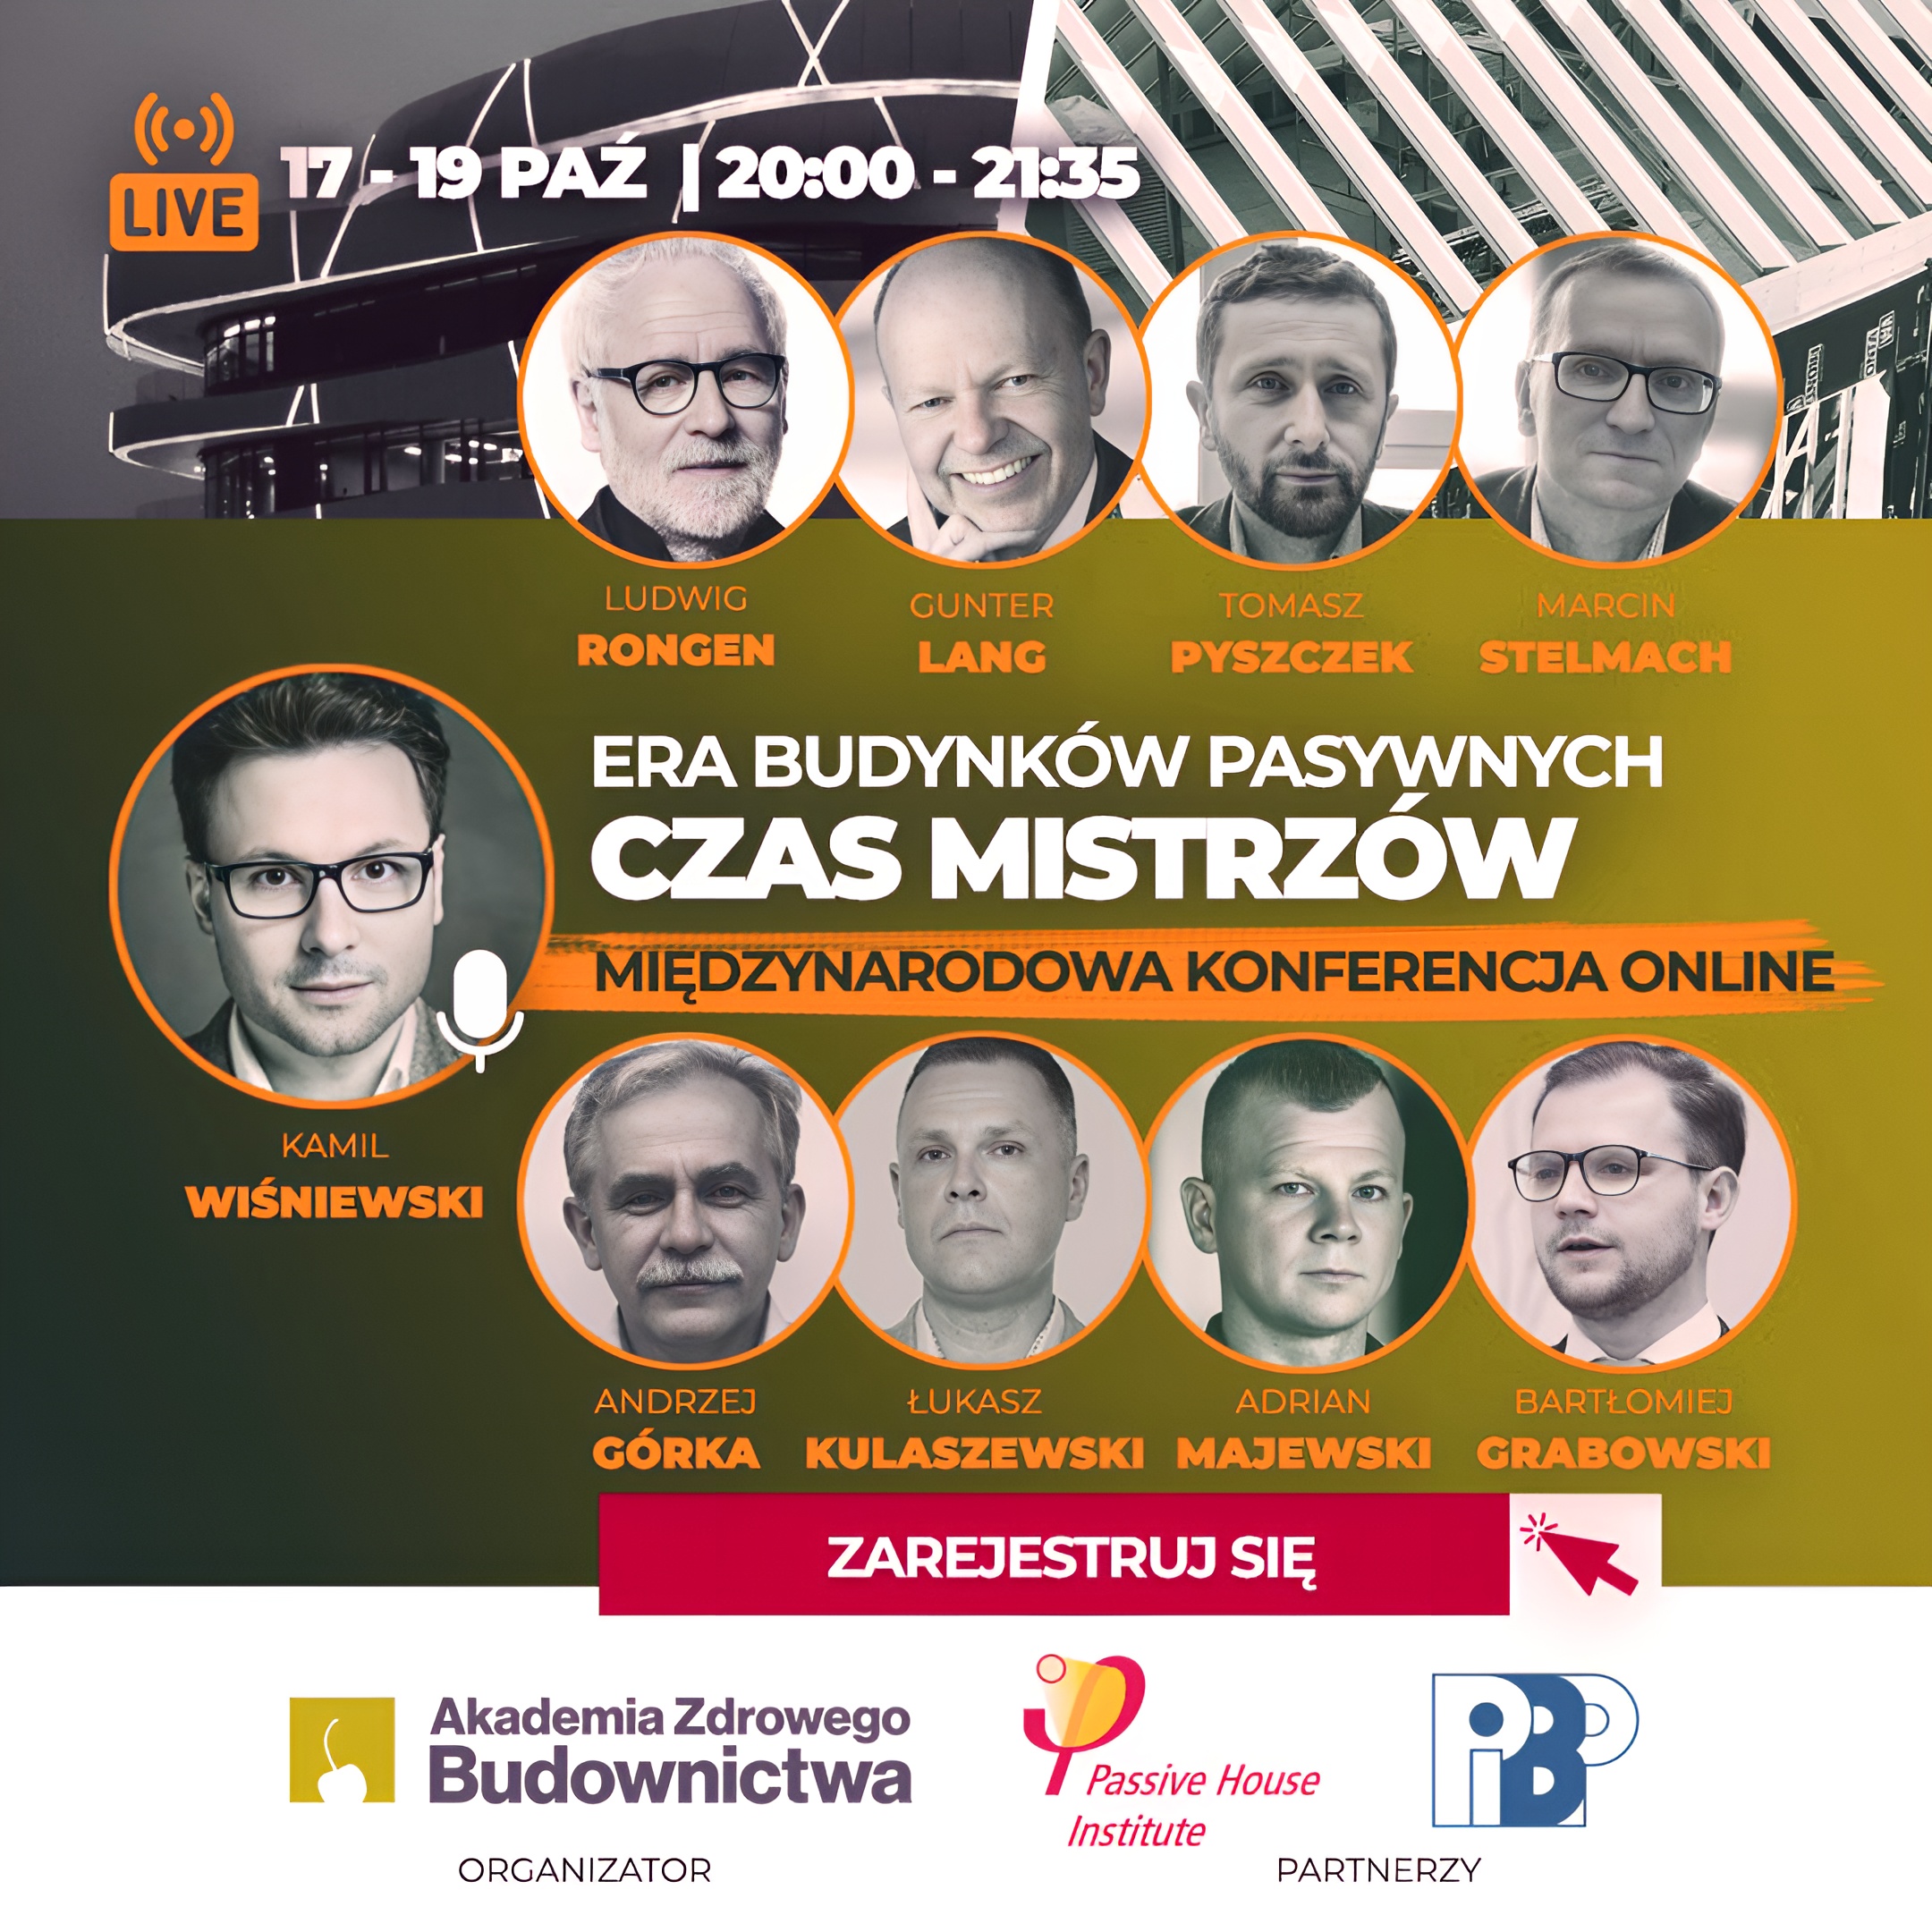 LIVE
17 - 19 PAŹ | 20:00 - 21:35
LUDWIG
RONGEN
GUNTER
LANG
TOMASZ
PYSZCZEK
MARCIN
STELMACH
ERA BUDYNKÓW PASYWNYCH
CZAS MISTRZÓW
MIĘDZYNARODOWA KONFERENCJA ONLINE
KAMIL
WIŚNIEWSKI
ANDRZEJ
GÓRKA
ŁUKASZ
KULASZEWSKI
ADRIAN
MAJEWSKI
BARTŁOMIEJ
GRABOWSKI
ZAREJESTRUJ SIĘ
Akademia Zdrowego
Budownictwa
Passive House
Institute
PiBP
ORGANIZATOR
PARTNERZY